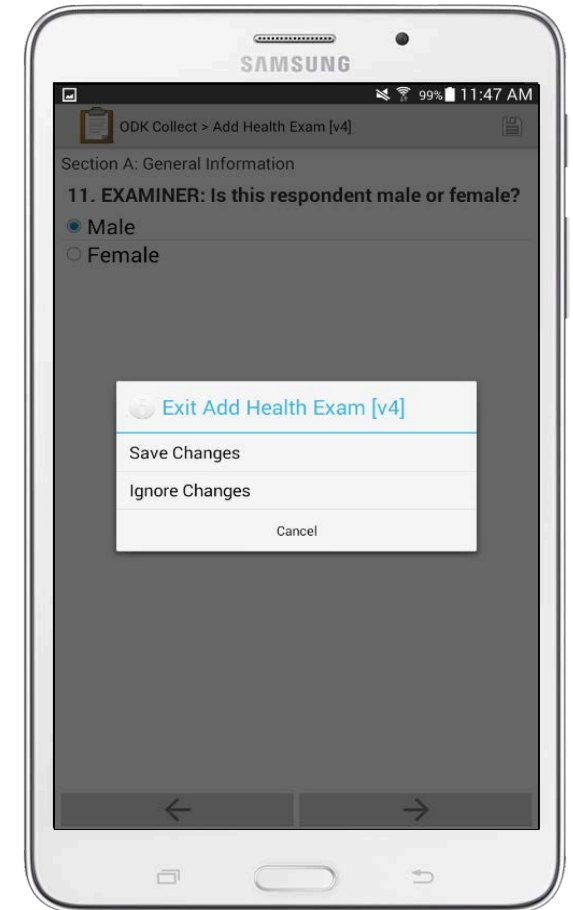 SAMSUNG
99% 11:47 AM
ODK Collect > Add Health Exam [v4]
Section A: General Information
11. EXAMINER: Is this respondent male or female?
Male
Female
Exit Add Health Exam [v4]
Save Changes
Ignore Changes
Cancel